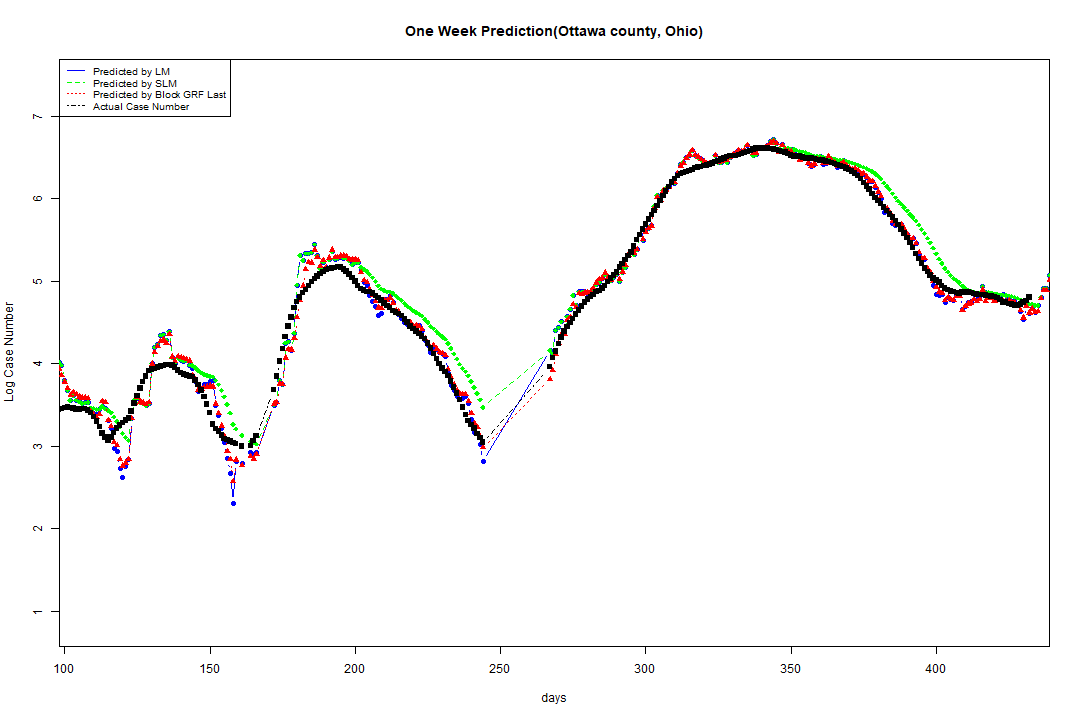 One Week Prediction(Ottawa county, Ohio)
Predicted by LM
Predicted by SLM
Predicted by Block GRF Last
Actual Case Number
7
6
5
4
3
2
1
Log Case Number
100 150 200 250 300 350 400
days